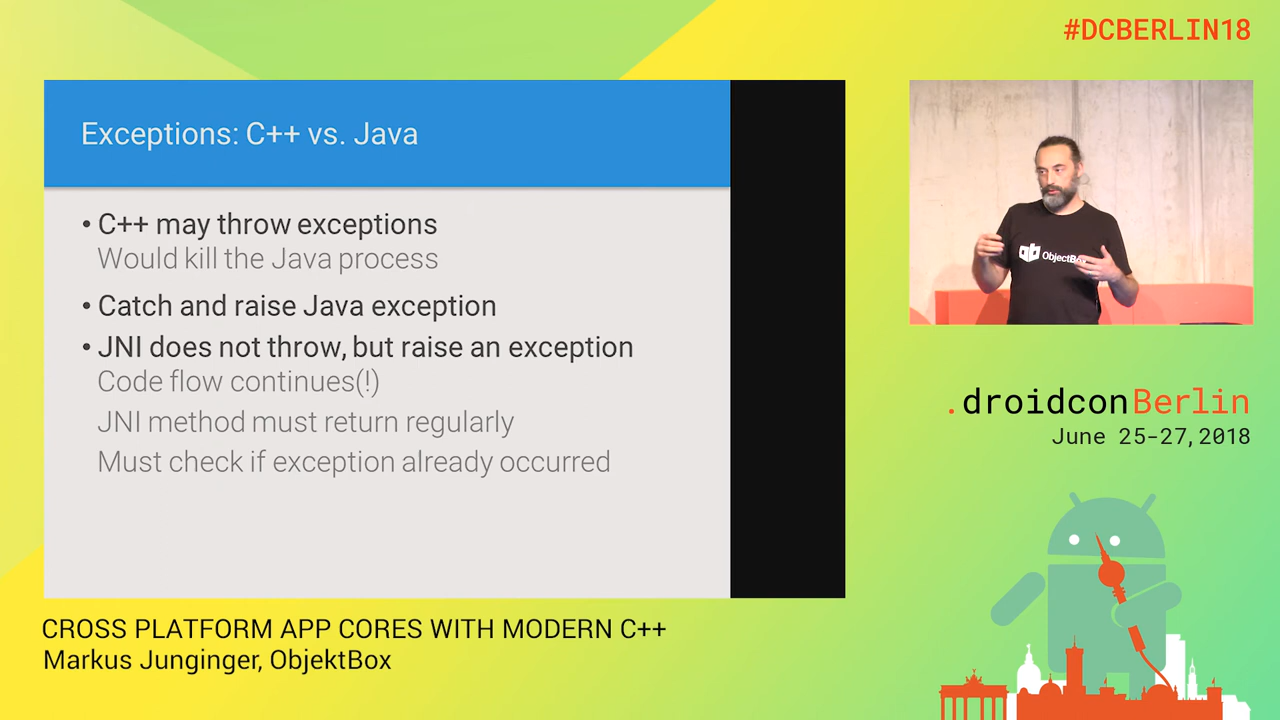 #DCBERLIN18
Exceptions: C++ vs. Java
• C++ may throw exceptions
Would kill the Java process
• Catch and raise Java exception
• JNI does not throw, but raise an exception
Code flow continues(!)
JNI method must return regularly
Must check if exception already occurred
ObjectBox
.droidconBerlin
June 25-27, 2018
CROSS PLATFORM APP CORES WITH MODERN C++
Markus Junginger, ObjektBox